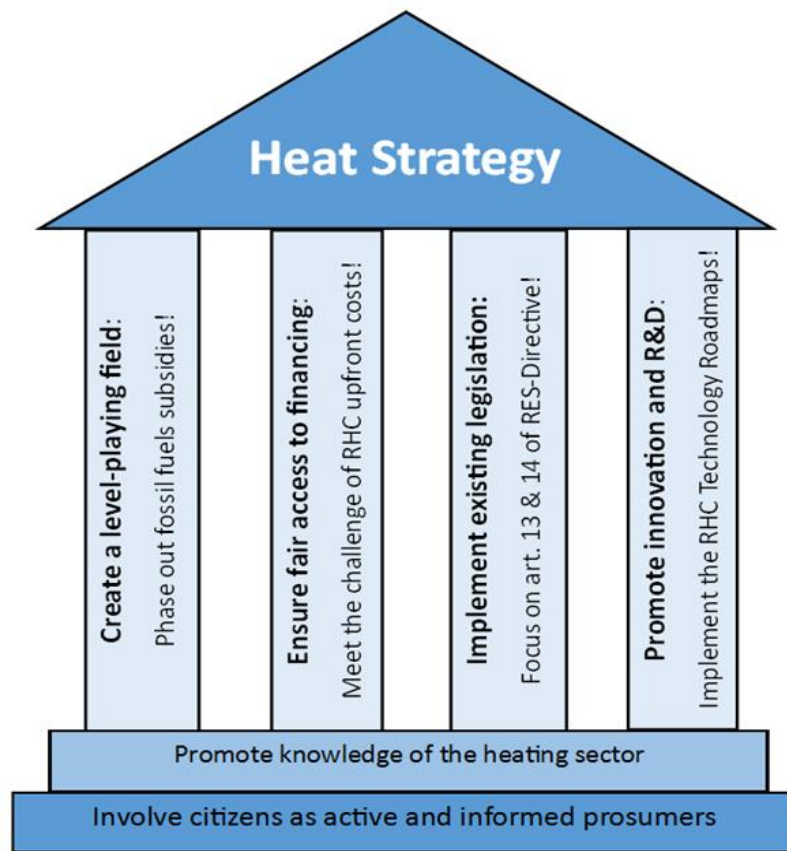 Heat Strategy
Create a level-playing field:
Phase out fossil fuels subsidies!
Ensure fair access to financing:
Meet the challenge of RHC upfront costs!
Implement existing legislation:
Focus on art. 13 & 14 of RES-Directive!
Promote innovation and R&D:
Implement the RHC Technology Roadmaps!
Promote knowledge of the heating sector
Involve citizens as active and informed prosumers